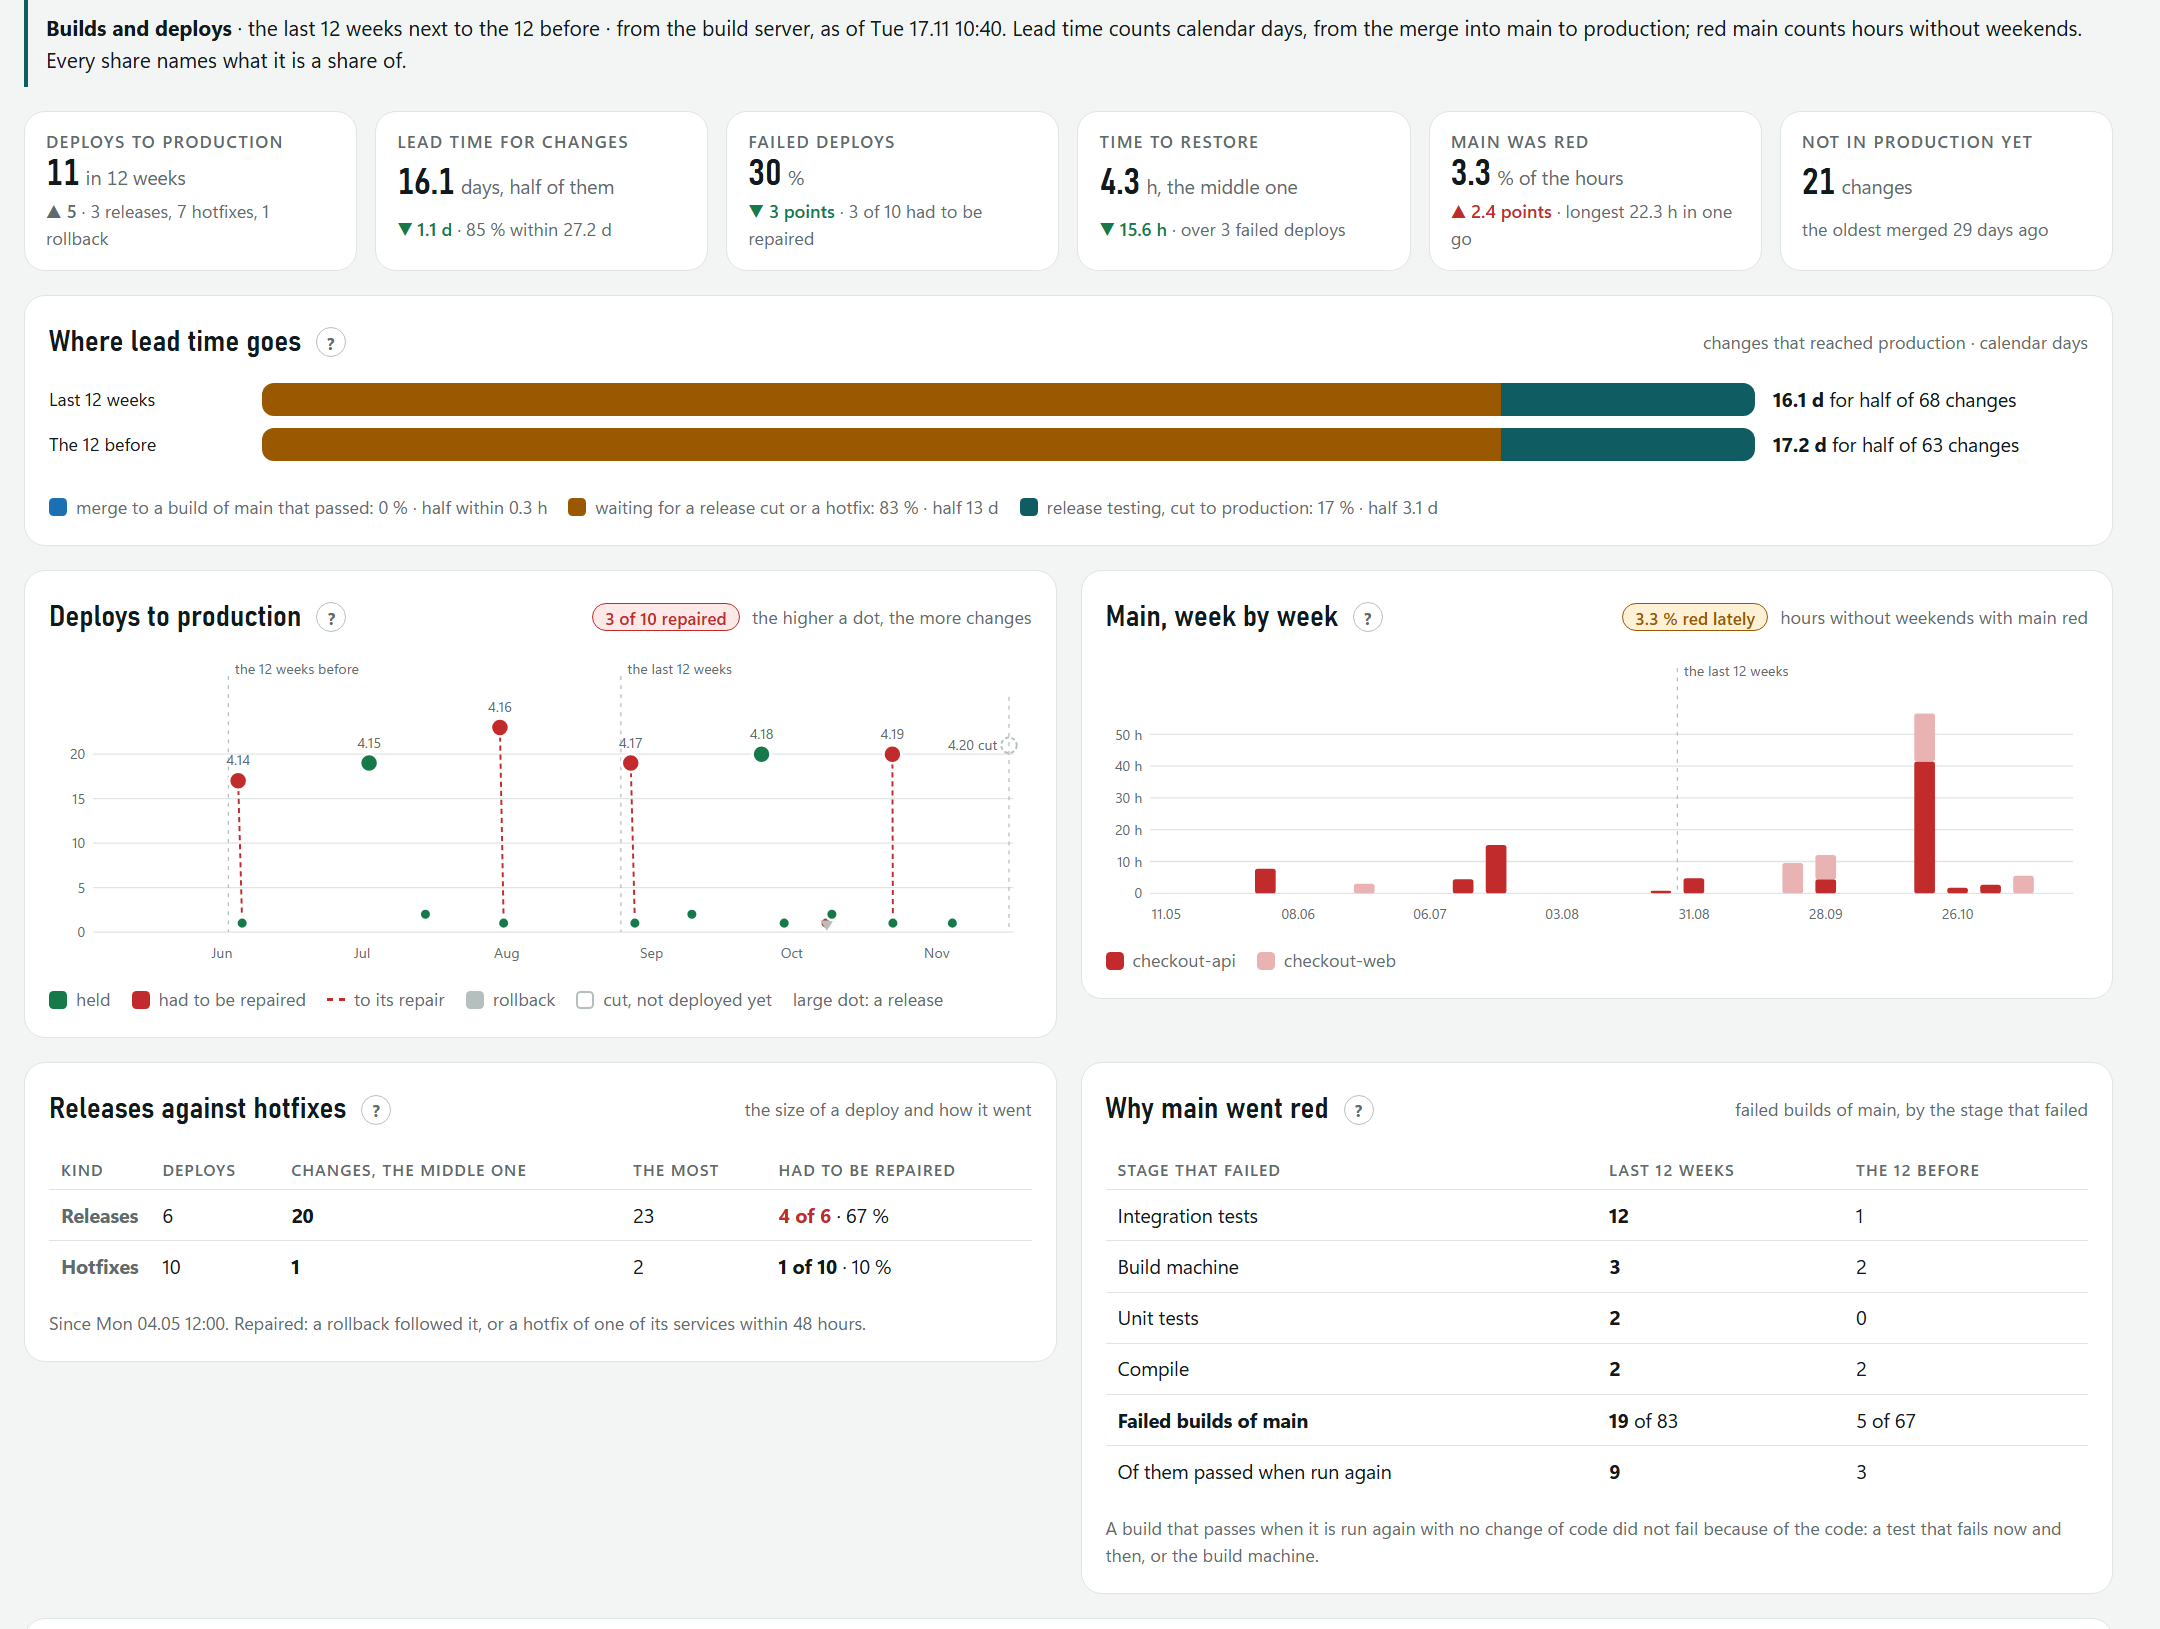 Builds and deploys · the last 12 weeks next to the 12 before · from the build server, as of Tue 17.11 10:40. Lead time counts calendar days, from the merge into main to production; red main counts hours without weekends.
Every share names what it is a share of.
DEPLOYS TO PRODUCTION
11 in 12 weeks
▲ 5 · 3 releases, 7 hotfixes, 1
rollback
LEAD TIME FOR CHANGES
16.1 days, half of them
▼ 1.1 d · 85 % within 27.2 d
FAILED DEPLOYS
30 %
▼ 3 points · 3 of 10 had to be
repaired
TIME TO RESTORE
4.3 h, the middle one
▼ 15.6 h · over 3 failed deploys
MAIN WAS RED
3.3 % of the hours
▲ 2.4 points · longest 22.3 h in one
go
NOT IN PRODUCTION YET
21 changes
the oldest merged 29 days ago
Where lead time goes ?
changes that reached production · calendar days
Last 12 weeks
16.1 d for half of 68 changes
The 12 before
17.2 d for half of 63 changes
merge to a build of main that passed: 0 % · half within 0.3 h
waiting for a release cut or a hotfix: 83 % · half 13 d
release testing, cut to production: 17 % · half 3.1 d
Deploys to production ?
3 of 10 repaired
the higher a dot, the more changes
the 12 weeks before
the last 12 weeks
4.14
4.15
4.16
4.17
4.18
4.19
4.20 cut
20
15
10
5
0
Jun
Jul
Aug
Sep
Oct
Nov
held
had to be repaired
to its repair
rollback
cut, not deployed yet
large dot: a release
Main, week by week ?
3.3 % red lately
hours without weekends with main red
the last 12 weeks
50 h
40 h
30 h
20 h
10 h
0
11.05
08.06
06.07
03.08
31.08
28.09
26.10
checkout-api
checkout-web
Releases against hotfixes ?
the size of a deploy and how it went
KIND DEPLOYS CHANGES, THE MIDDLE ONE THE MOST HAD TO BE REPAIRED
Releases 6 20 23 4 of 6 · 67 %
Hotfixes 10 1 2 1 of 10 · 10 %
Since Mon 04.05 12:00. Repaired: a rollback followed it, or a hotfix of one of its services within 48 hours.
Why main went red ?
failed builds of main, by the stage that failed
STAGE THAT FAILED LAST 12 WEEKS THE 12 BEFORE
Integration tests 12 1
Build machine 3 2
Unit tests 2 0
Compile 2 2
Failed builds of main 19 of 83 5 of 67
Of them passed when run again 9 3
A build that passes when it is run again with no change of code did not fail because of the code: a test that fails now and
then, or the build machine.